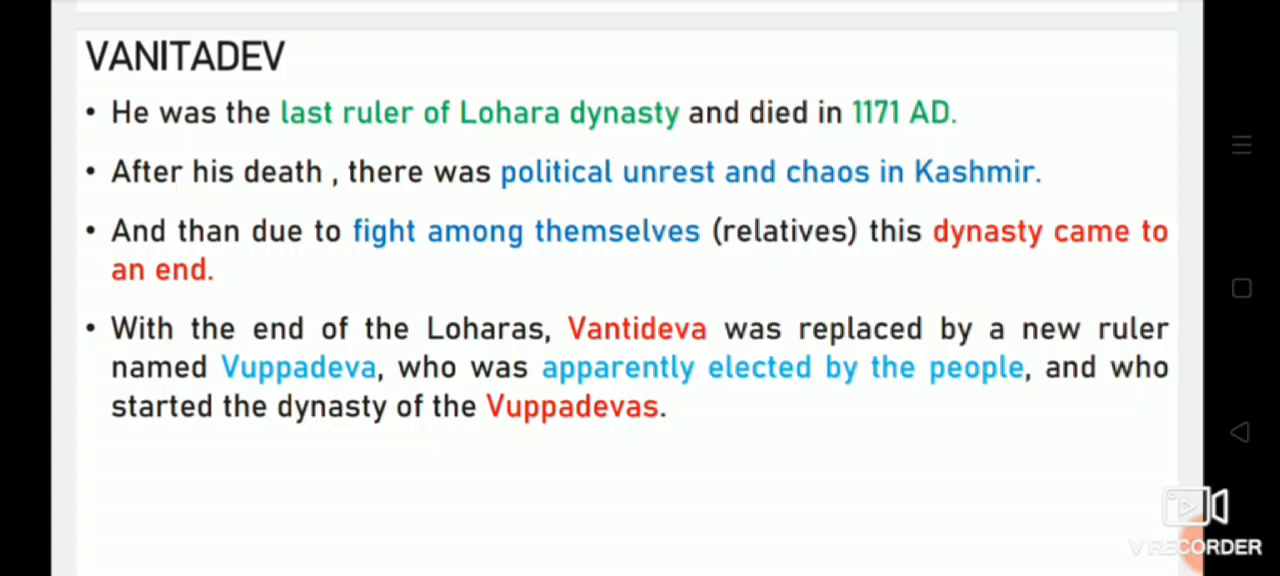 VANITADEV
• He was the last ruler of Lohara dynasty and died in 1171 AD.
• After his death , there was political unrest and chaos in Kashmir.
• And than due to fight among themselves (relatives) this dynasty came to
an end.
• With the end of the Loharas, Vantideva was replaced by a new ruler
named Vuppadeva, who was apparently elected by the people, and who
started the dynasty of the Vuppadevas.
V RECORDER